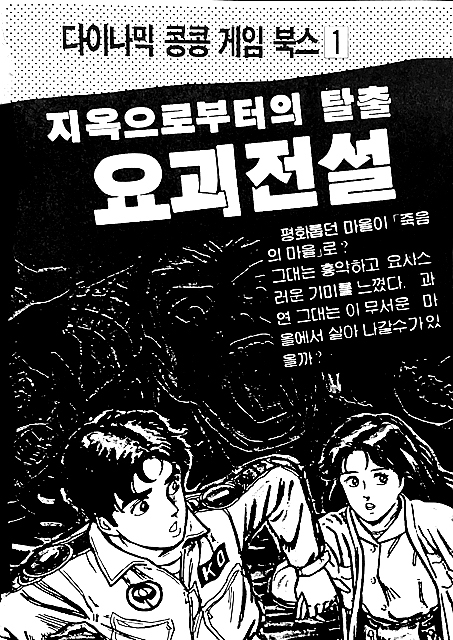 다이나믹 콩콩 게임 북스 1
지옥으로부터의 탈출
요괴전설
평화롭던 마을이 「죽음
의 마을」로?
그대는 흉악하고 요사스
러운 기미를 느꼈다. 과
연 그대는 이 무서운 마
을에서 살아 나갈수가 있
을까?
KO